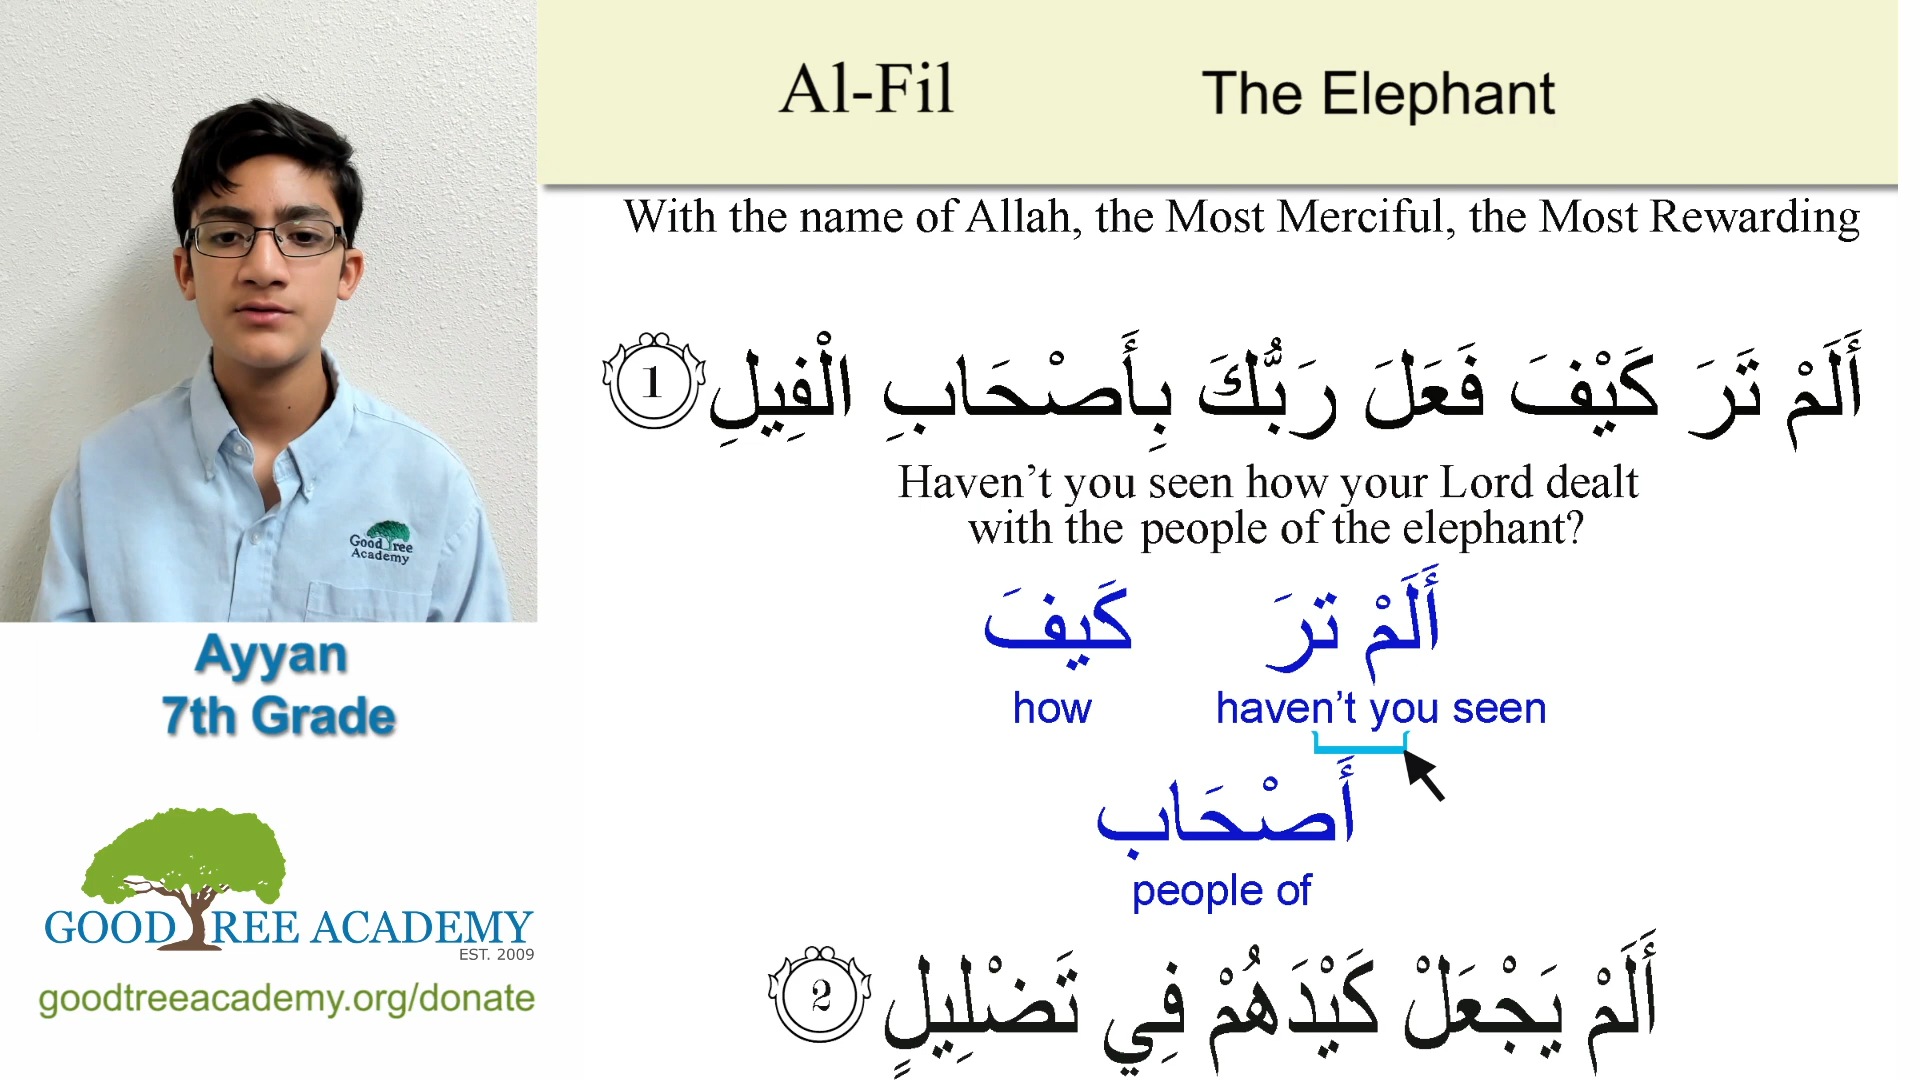 Al-Fil The Elephant
With the name of Allah, the Most Merciful, the Most Rewarding
أَلَمْ تَرَ كَيْفَ فَعَلَ رَبُّكَ بِأَصْحَابِ الْفِيلِ 1
Haven’t you seen how your Lord dealt
with the people of the elephant?
أَلَمْ تَرَ كَيفَ
how haven’t you seen
أَصْحَاب
people of
أَلَمْ يَجْعَلْ كَيْدَهُمْ فِي تَضْلِيلٍ 2
Good Tree
Academy
Ayyan
7th Grade
GOOD TREE ACADEMY
EST. 2009
goodtreeacademy.org/donate